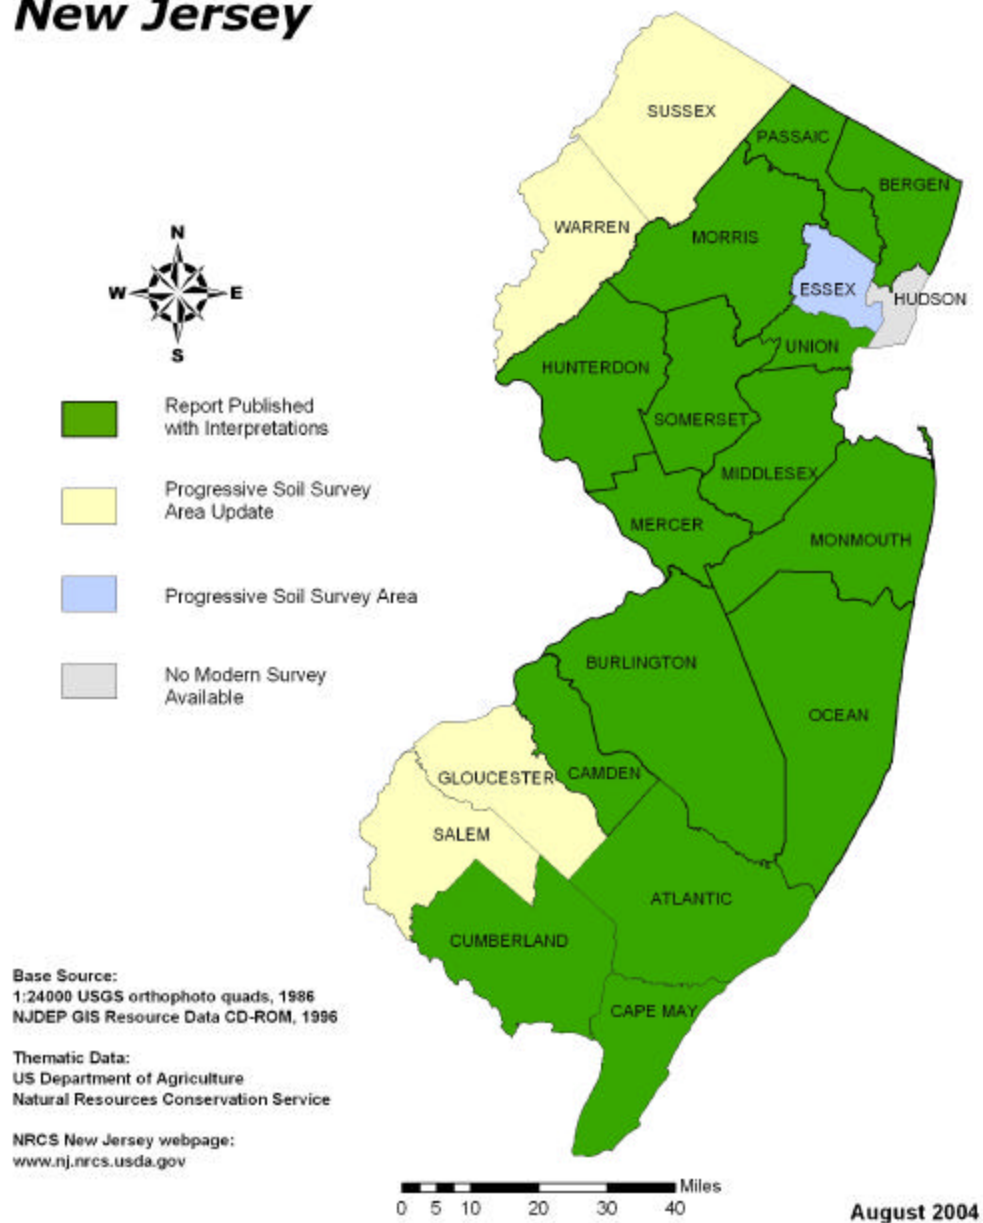 New Jersey
SUSSEX
PASSAIC
BERGEN
WARREN
MORRIS
N
W
E
S
ESSEX
HUDSON
UNION
HUNTERDON
SOMERSET
MIDDLESEX
MERCER
MONMOUTH
BURLINGTON
OCEAN
CAMDEN
GLOUCESTER
SALEM
ATLANTIC
CUMBERLAND
CAPE MAY
Report Published
with Interpretations
Progressive Soil Survey
Area Update
Progressive Soil Survey Area
No Modern Survey
Available
Base Source:
1:24000 USGS orthophoto quads, 1986
NJDEP GIS Resource Data CD-ROM, 1996
Thematic Data:
US Department of Agriculture
Natural Resources Conservation Service
NRCS New Jersey webpage:
www.nj.nrcs.usda.gov
Miles
0 5 10 20 30 40
August 2004